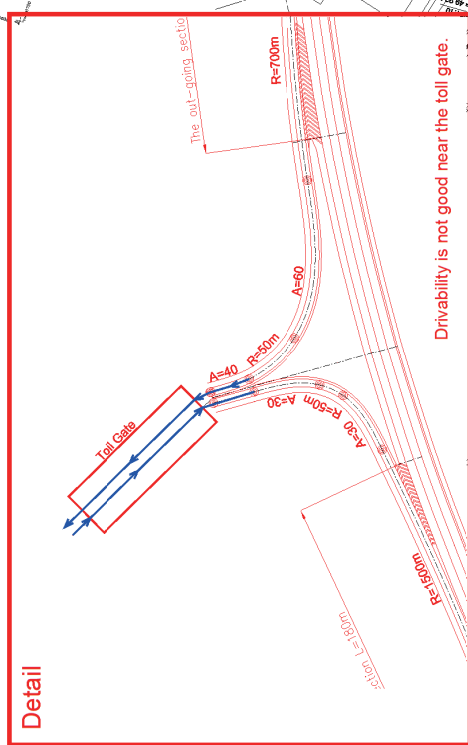 The out-going sectio
R=700m
Drivability is not good near the toll gate.
A=60
R=50m
A=40
Toll Gate
A=30
R=50m
A=30
R=1500m
ction L=180m
Detail